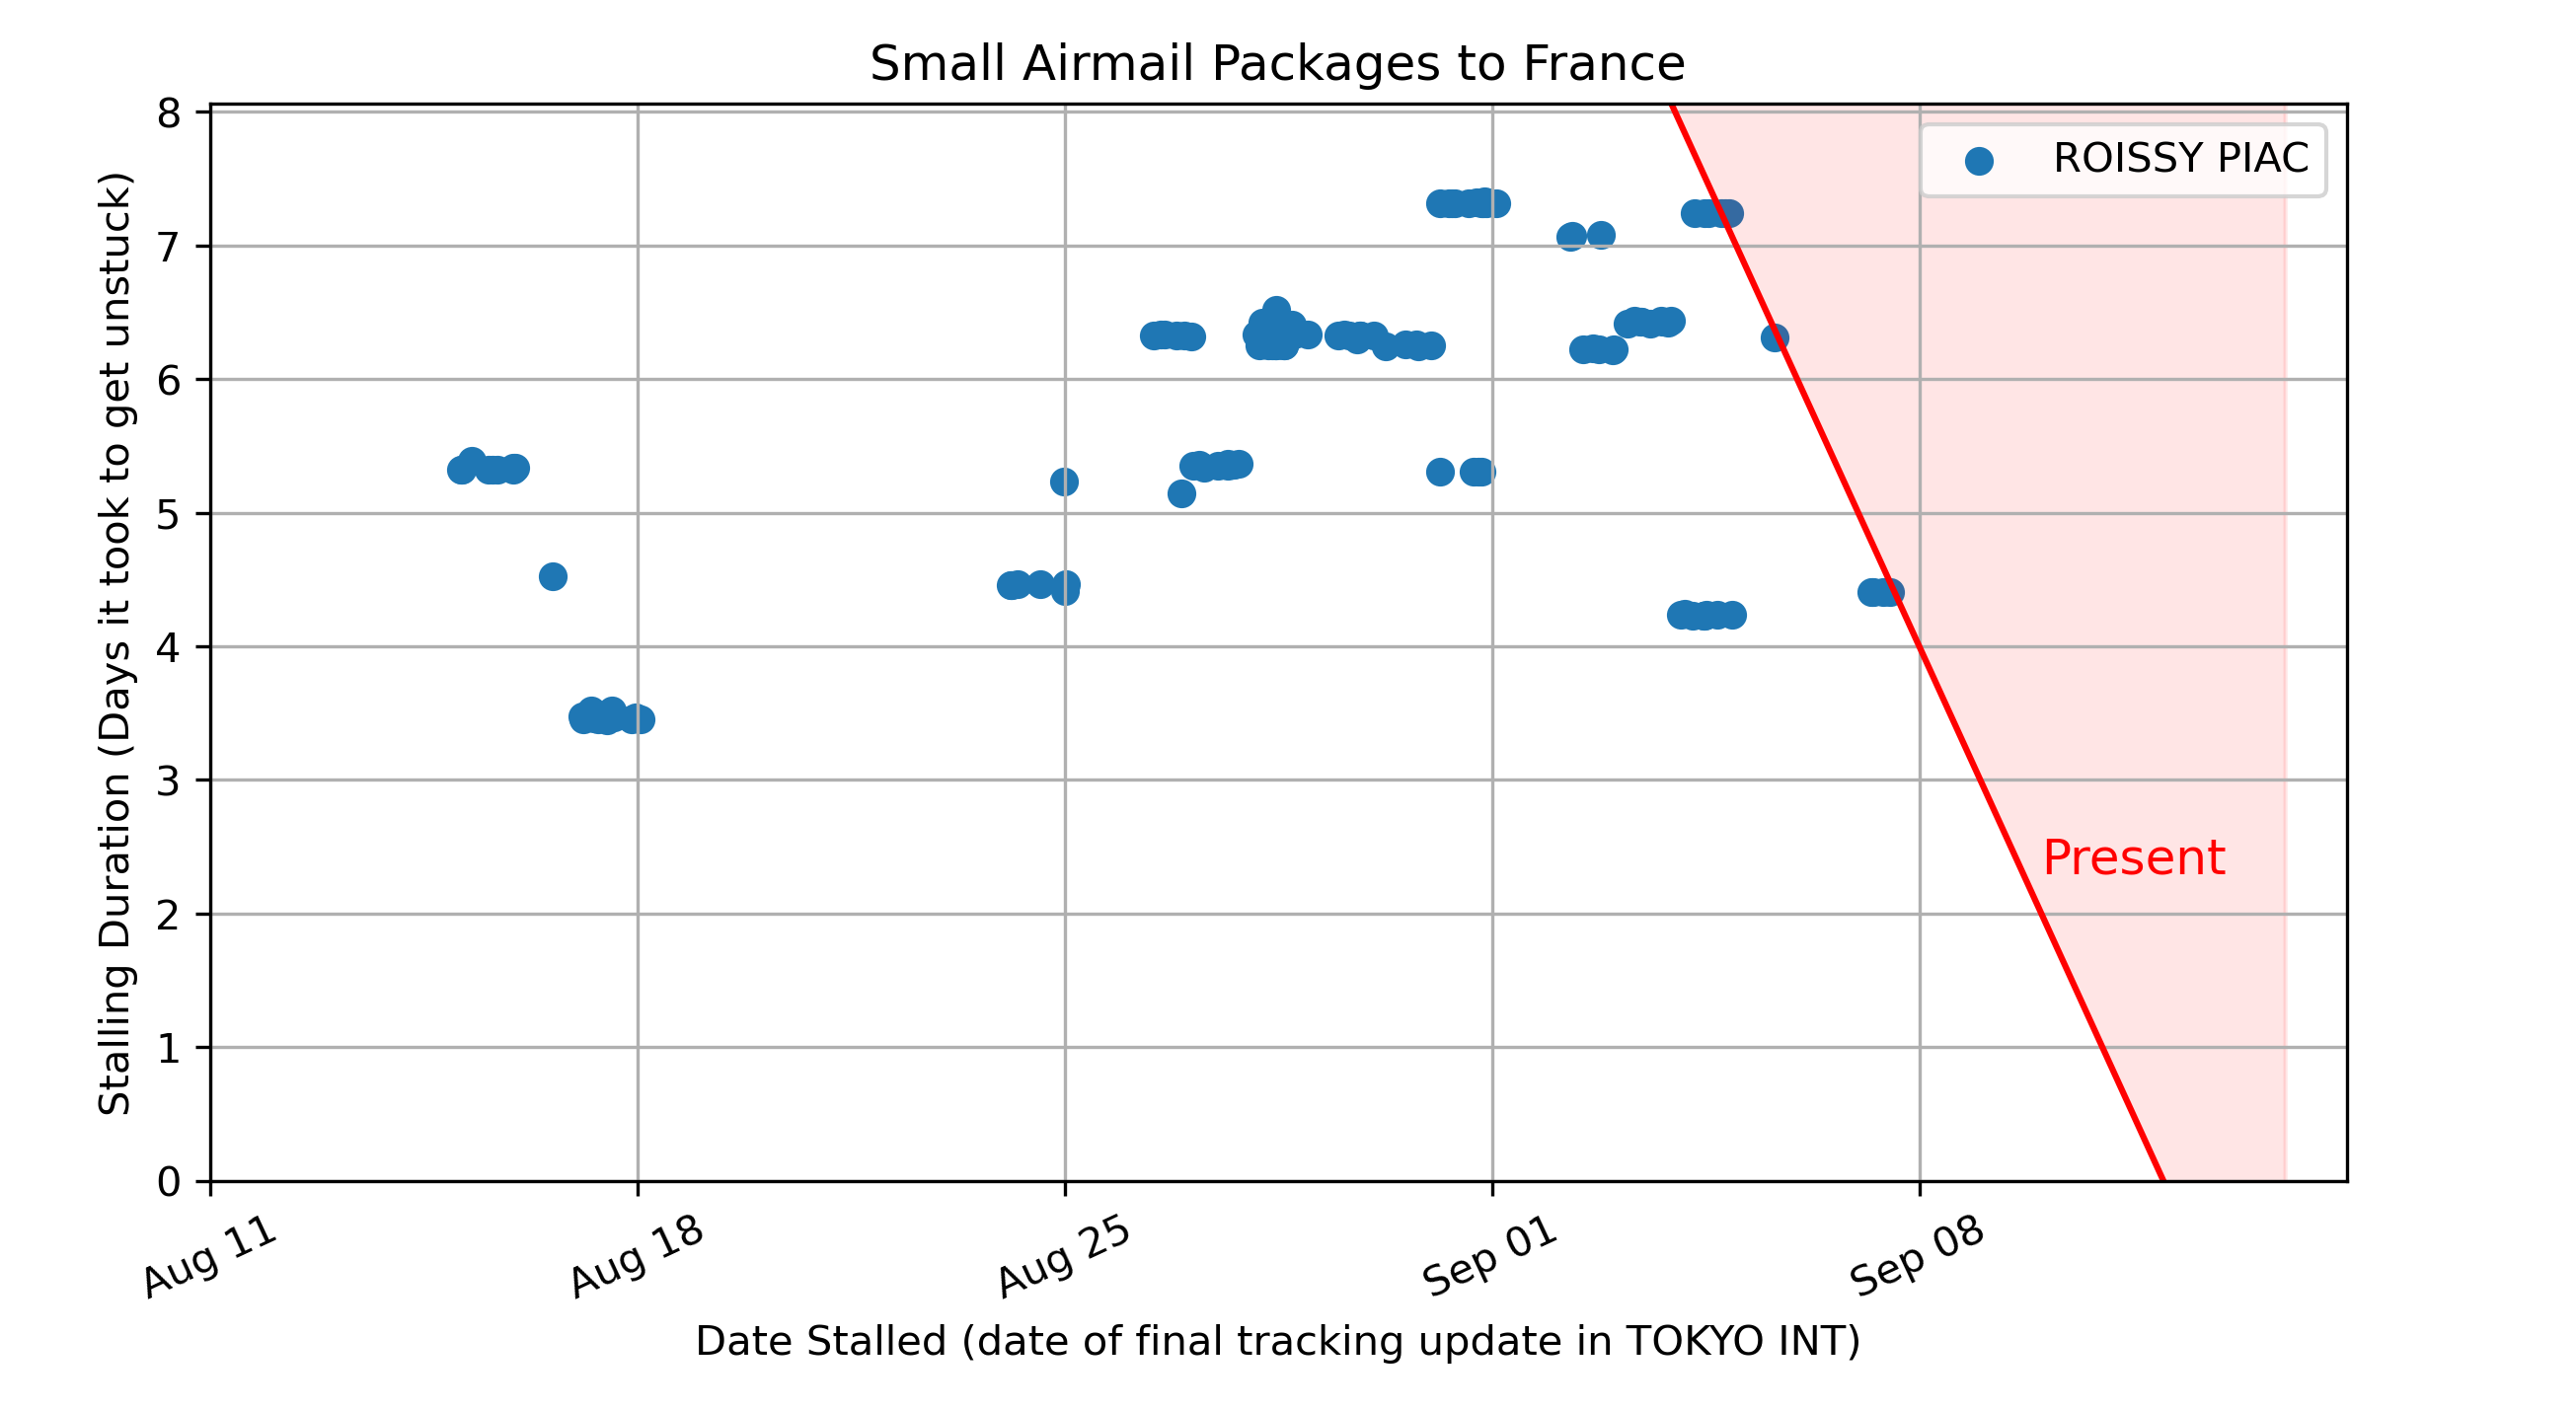 Small Airmail Packages to France
Stalling Duration (Days it took to get unstuck)
8
7
6
5
4
3
2
1
0
ROISSY PIAC
Present
Aug 11
Aug 18
Aug 25
Sep 01
Sep 08
Date Stalled (date of final tracking update in TOKYO INT)